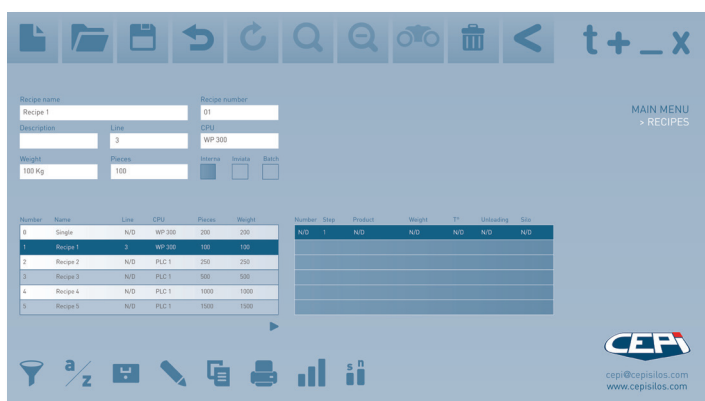 t + _ x
Recipe name Recipe number
Recipe 1 01
MAIN MENU
> RECIPES
Description Line CPU
3 WP 300
Weight Pieces Interna Inviata Batch
100 Kg 100
Number Name Line CPU Pieces Weight
0 Single N/D WP 300 200 200
1 Recipe 1 3 WP 300 100 100
2 Recipe 2 N/D PLC 1 250 250
3 Recipe 3 N/D PLC 1 500 500
4 Recipe 4 N/D PLC 1 1000 1000
5 Recipe 5 N/D PLC 1 1500 1500
Number Step Product Weight T° Unloading Silo
N/D 1 N/D N/D N/D N/D N/D
a/z
s n
CEPI
cepi@cepisilos.com
www.cepisilos.com